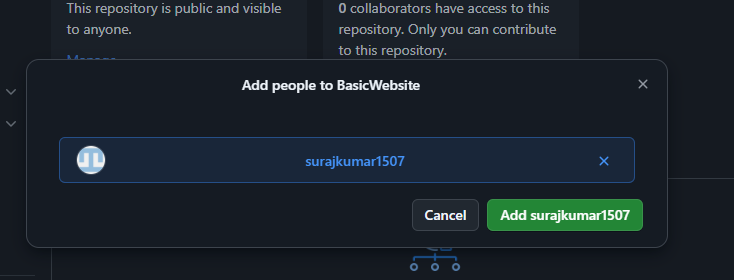 This repository is public and visible
to anyone.
Manage
0 collaborators have access to this
repository. Only you can contribute
to this repository.
Add people to BasicWebsite
surajkumar1507
Cancel
Add surajkumar1507